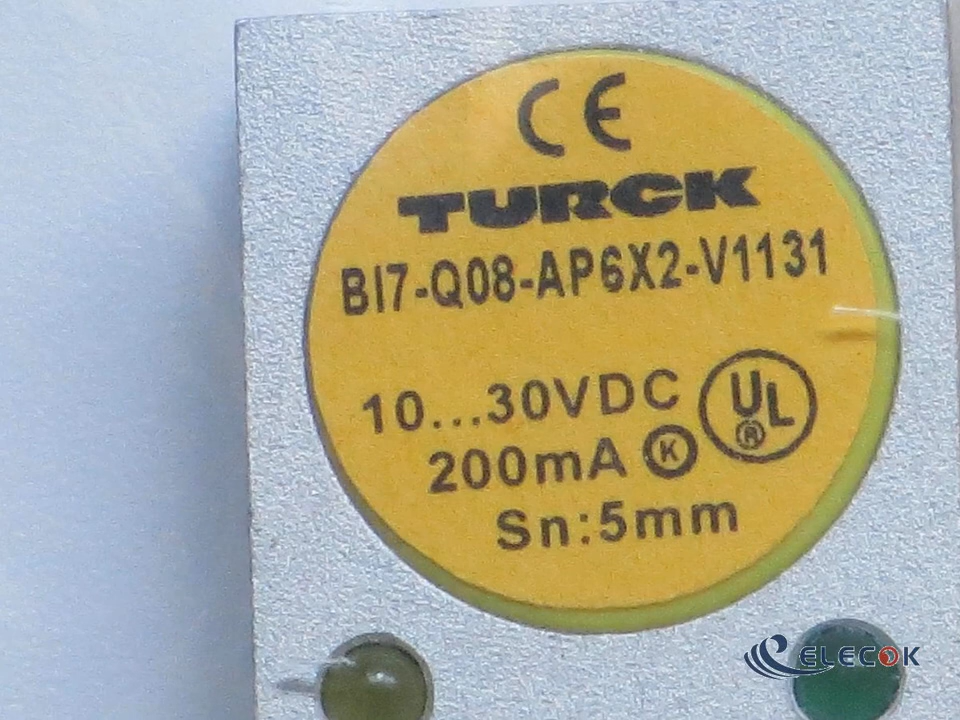 CE
TURCK
BI7-Q08-AP6X2-V1131
10...30VDC
UL
®
200mA K
Sn:5mm
ELECOK